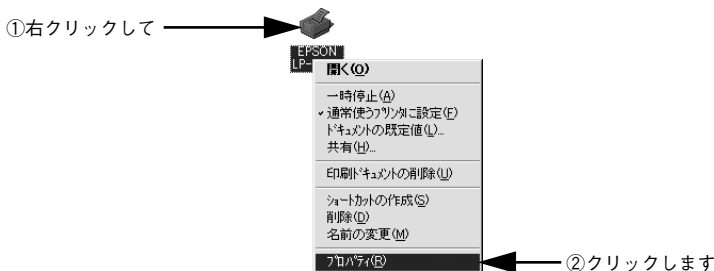 ①右クリックして
EPSON
LP-
開く(O)
一時停止(A)
✓通常使うプリンタに設定(F)
ドキュメントの既定値(L)...
共有(H)...
印刷ドキュメントの削除(U)
ショートカットの作成(S)
削除(D)
名前の変更(M)
プロパティ(R)
②クリックします